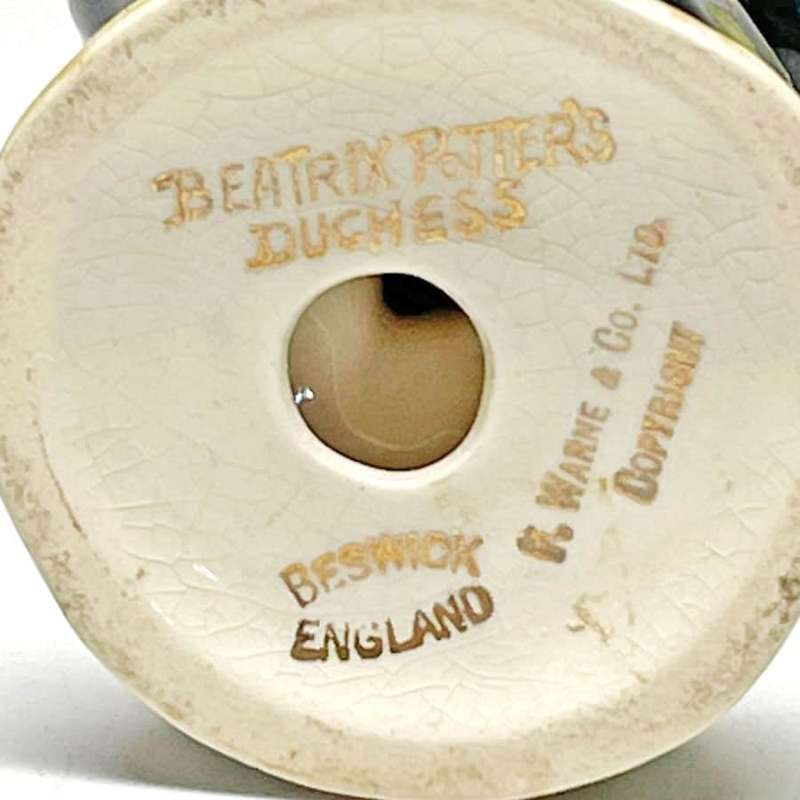 BEATRIX POTTER'S
DUCHESS
F. WARNE & CO. LTD.
COPYRIGHT
BESWICK
ENGLAND